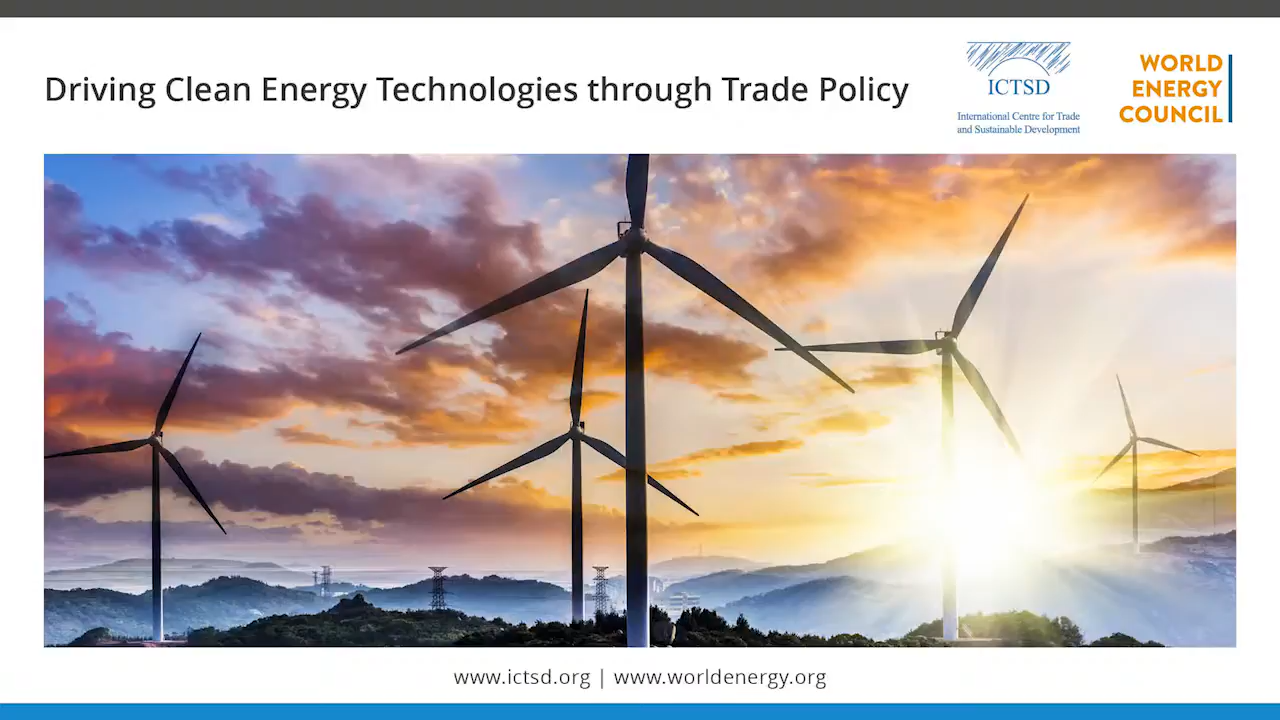 Driving Clean Energy Technologies through Trade Policy
ICTSD
International Centre for Trade
and Sustainable Development
WORLD
ENERGY
COUNCIL
www.ictsd.org | www.worldenergy.org